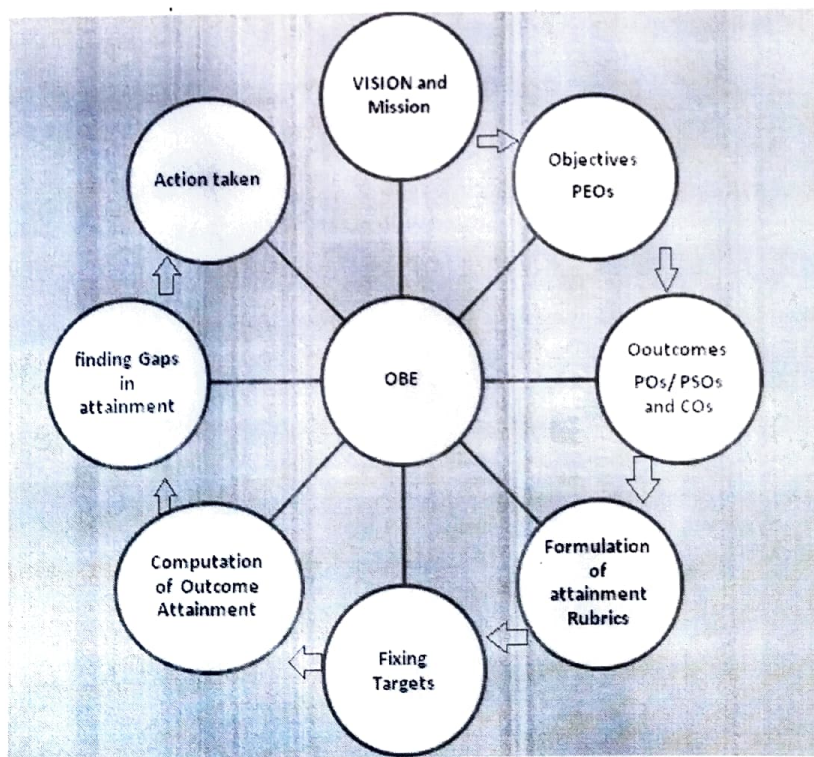 VISION and
Mission
Objectives
PEOs
Ooutcomes
POs/ PSOs
and COs
Formulation
of
attainment
Rubrics
Fixing
Targets
Computation
of Outcome
Attainment
finding Gaps
in
attainment
Action taken
OBE